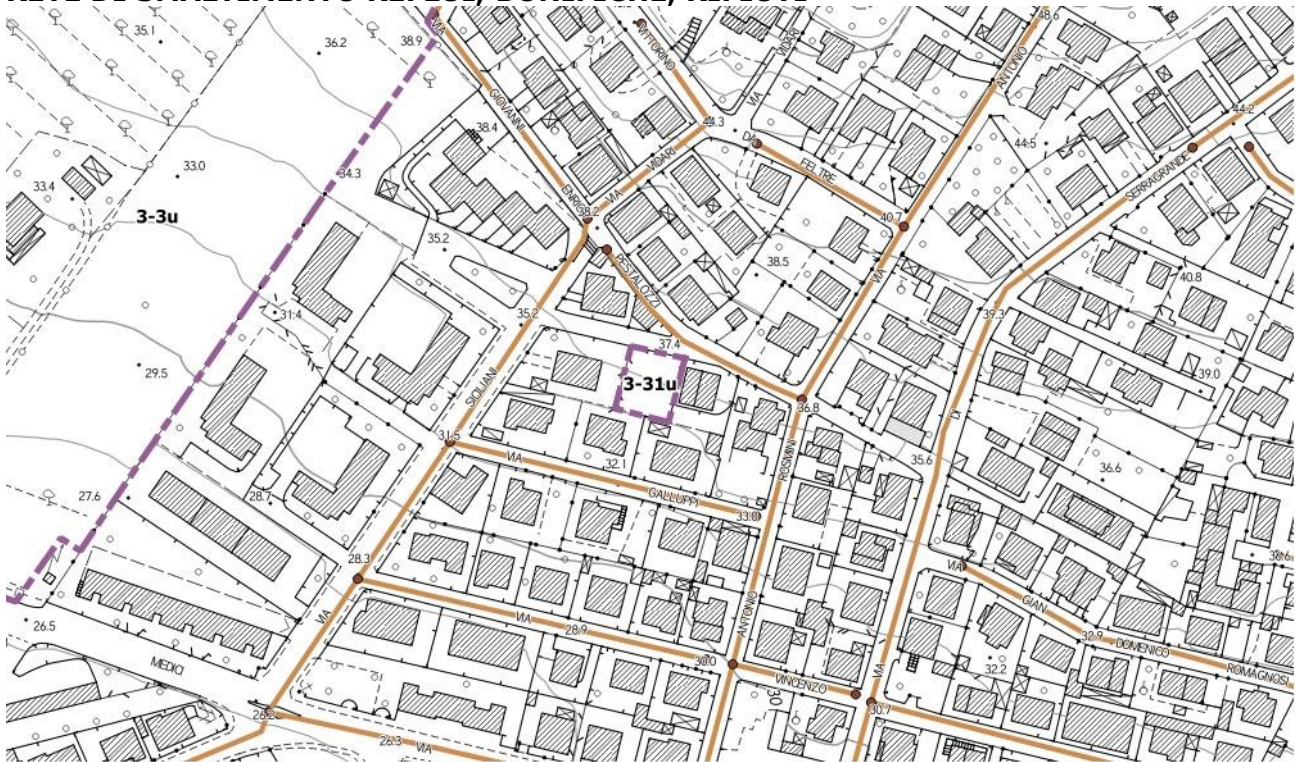 35.1
36.2
38.9
VIA
VITTORINO
VIDARI
48.6
ANTONIO
GIOVANNI
38.4
44.3
VIA
DA
44.2
44.5
33.0
34.3
VIDARI
FELTRE
SERRAGRANDE
33.4
3-3u
38.2
VIA
40.7
35.2
PESTALOZZI
38.5
VIA
40.8
31.4
35.2
39.3
37.4
29.5
3-31u
39.0
SICILIANI
36.8
DI
31.5
VIA
32.1
ROSMINI
35.6
36.6
27.6
28.7
GALLUPPI
33.0
28.3
38.6
VIA
GIAN
VIA
VIA
28.9
ANTONIO
32.9
DOMENICO
26.5
MEDICI
30.0
VINCENZO
VIA
32.2
ROMAGNOSI
26.2
30.7
26.3
VIA